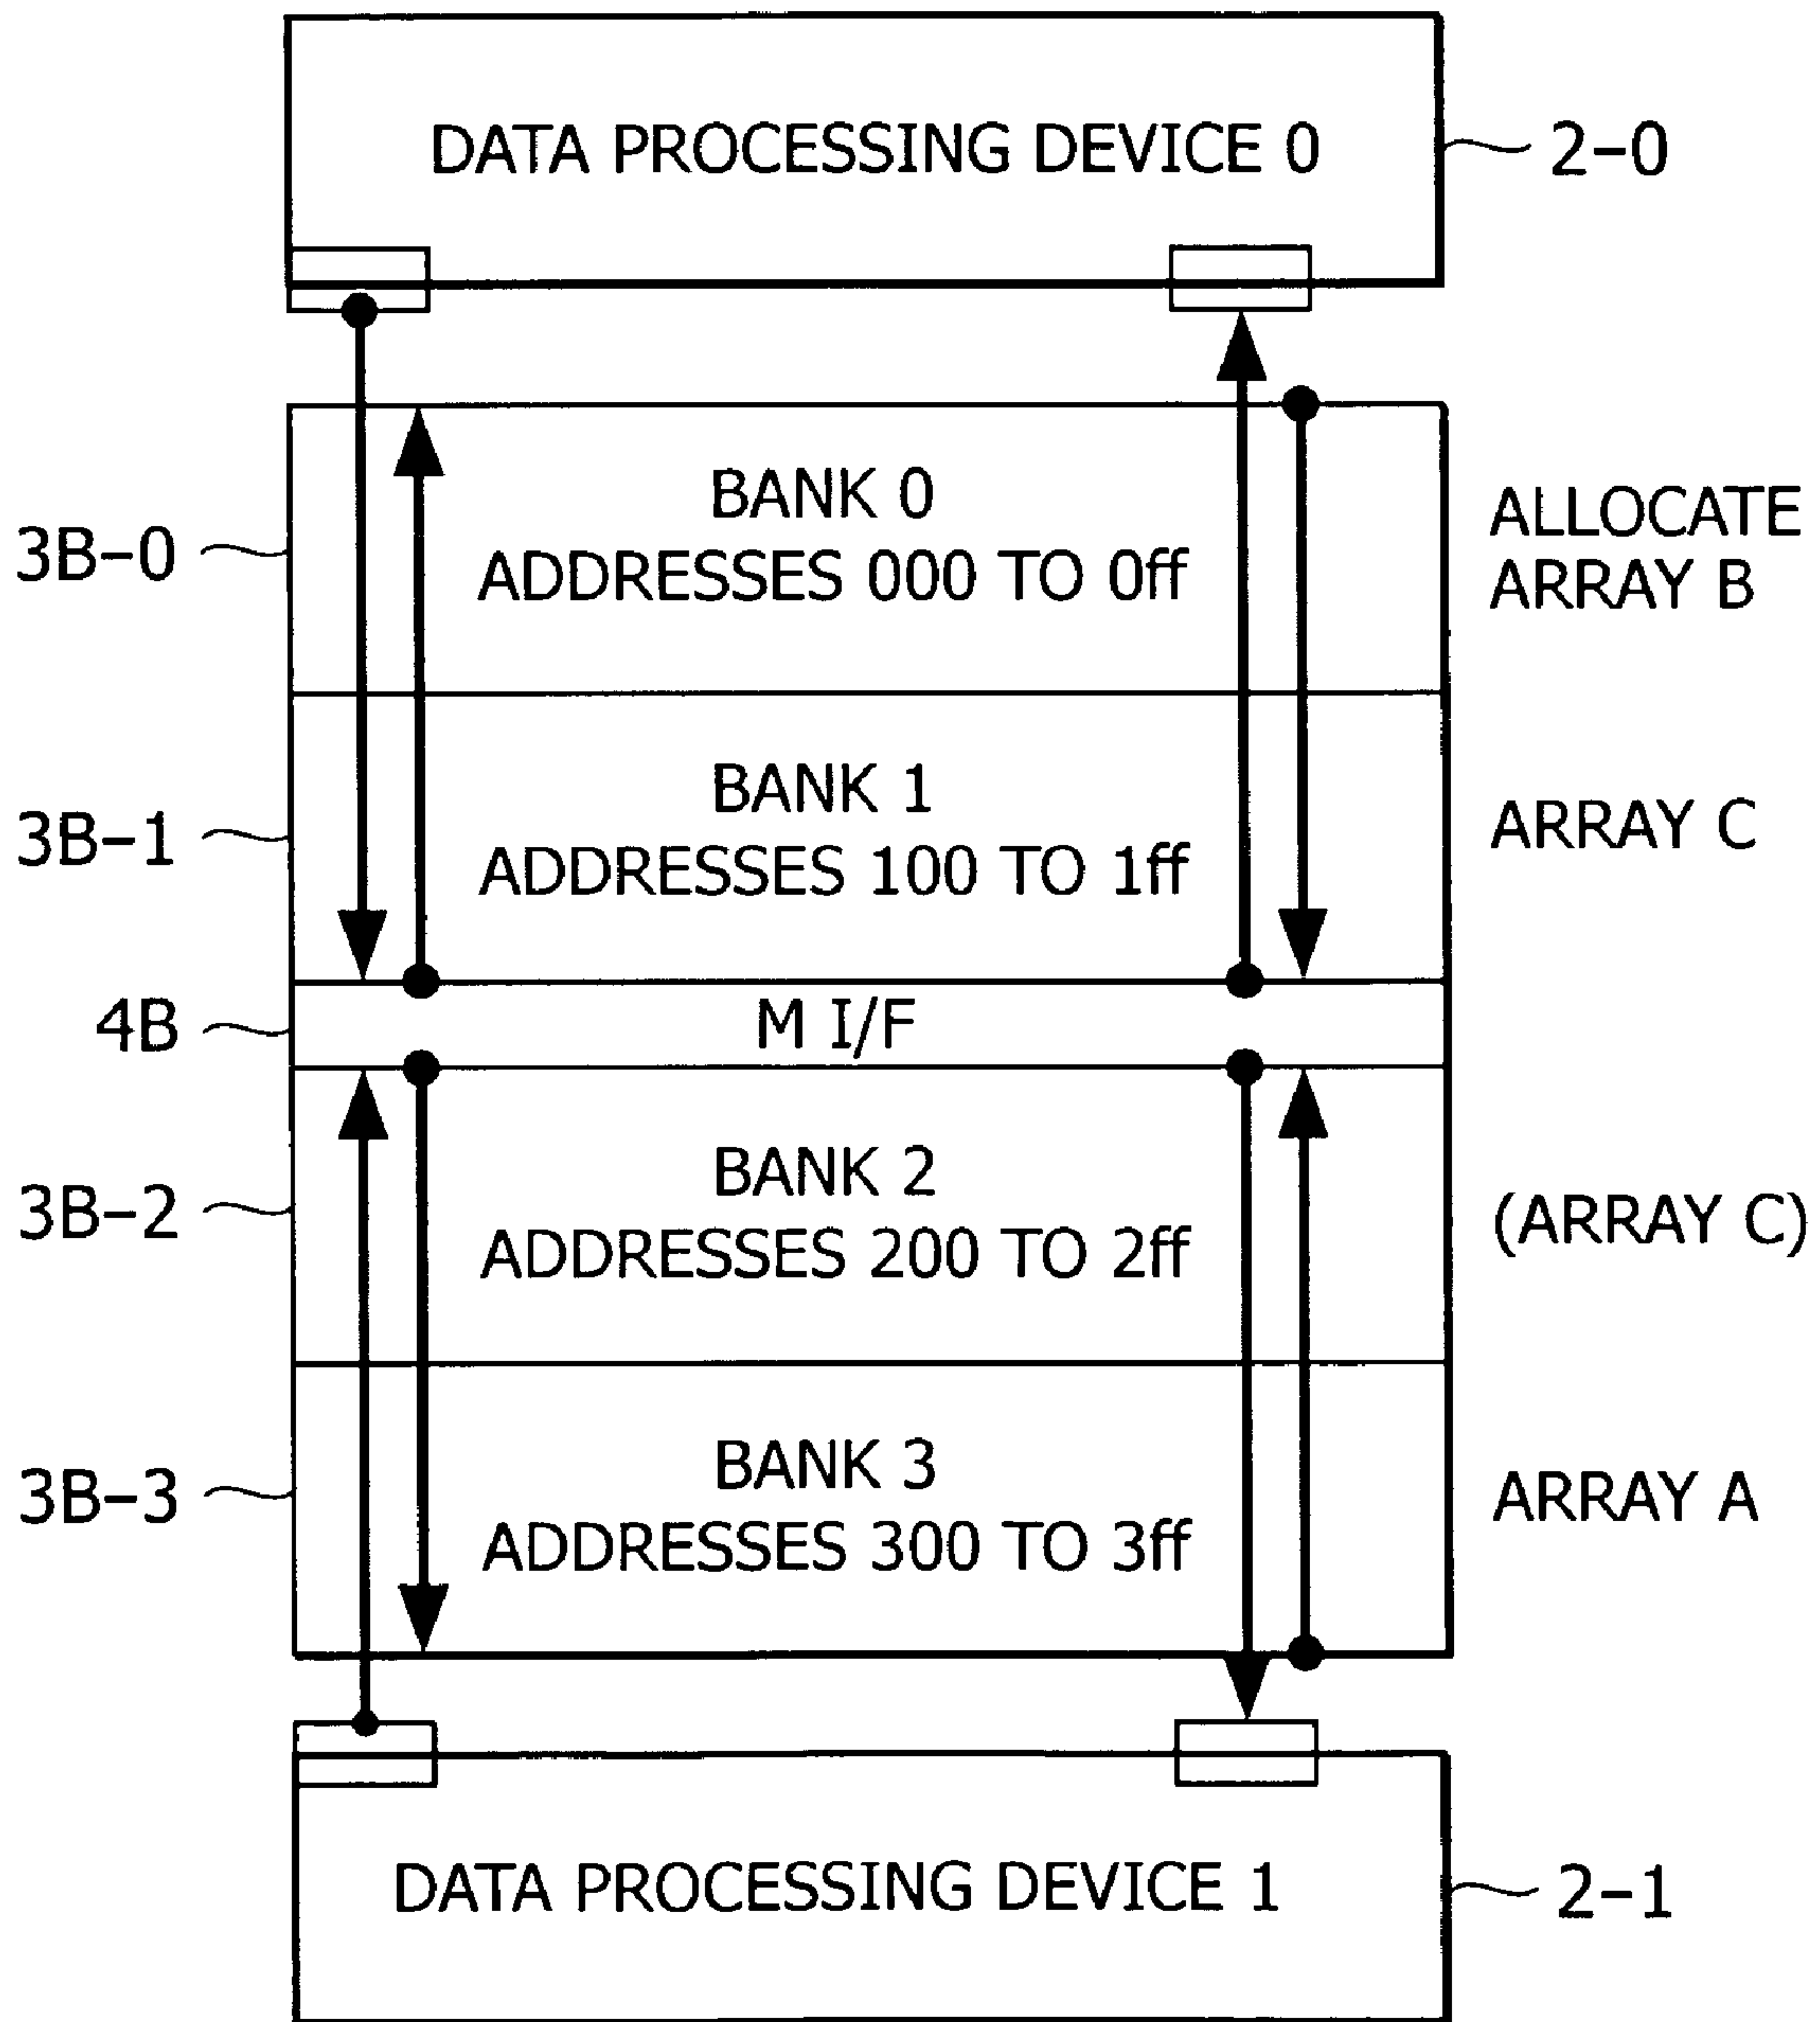 DATA PROCESSING DEVICE 0
2-0
3B-0
BANK 0
ADDRESSES 000 TO 0ff
ALLOCATE
ARRAY B
3B-1
BANK 1
ADDRESSES 100 TO 1ff
ARRAY C
4B
M I/F
3B-2
BANK 2
ADDRESSES 200 TO 2ff
(ARRAY C)
3B-3
BANK 3
ADDRESSES 300 TO 3ff
ARRAY A
DATA PROCESSING DEVICE 1
2-1